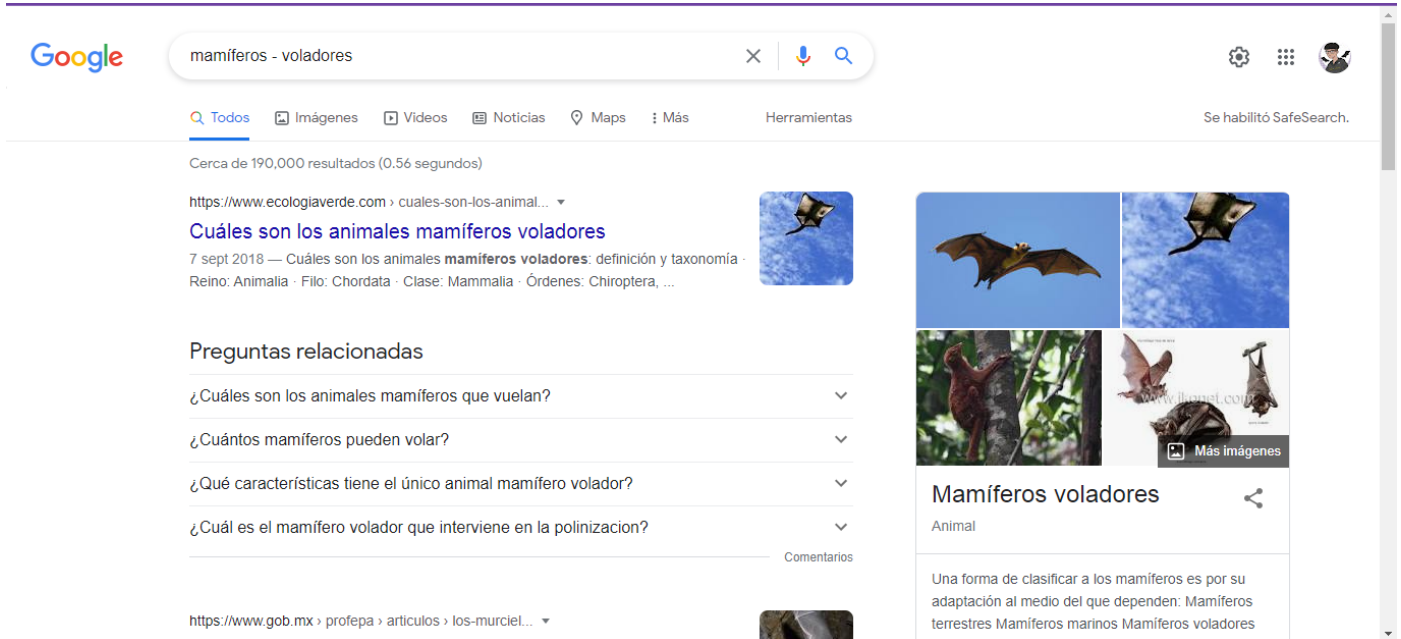 Google
mamíferos - voladores
Todos
Imágenes
Videos
Noticias
Maps
Más
Herramientas
Se habilitó SafeSearch.
Cerca de 190,000 resultados (0.56 segundos)
https://www.ecologiaverde.com › cuales-son-los-animal...
Cuáles son los animales mamíferos voladores
7 sept 2018 — Cuáles son los animales mamíferos voladores: definición y taxonomía ·
Reino: Animalia · Filo: Chordata · Clase: Mammalia · Órdenes: Chiroptera, ...
Preguntas relacionadas
¿Cuáles son los animales mamíferos que vuelan?
¿Cuántos mamíferos pueden volar?
¿Qué características tiene el único animal mamífero volador?
¿Cuál es el mamífero volador que interviene en la polinizacion?
Comentarios
https://www.gob.mx › profepa › articulos › los-murciel...
Más imágenes
Mamíferos voladores
Animal
Una forma de clasificar a los mamíferos es por su
adaptación al medio del que dependen: Mamíferos
terrestres Mamíferos marinos Mamíferos voladores